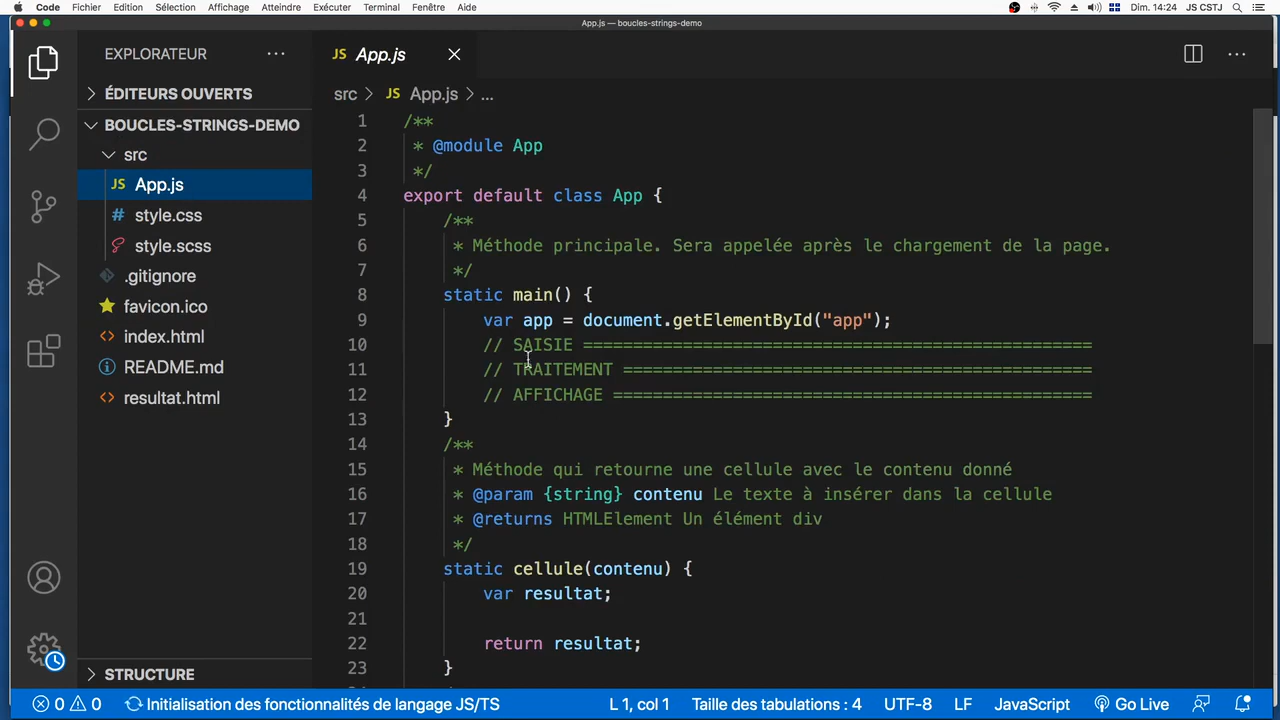 Code Fichier Edition Sélection Affichage Atteindre Exécuter Terminal Fenêtre Aide Dim. 14:24 JS CSTJ
App.js — boucles-strings-demo
EXPLORATEUR
JS App.js
ÉDITEURS OUVERTS
src > JS App.js > ...
BOUCLES-STRINGS-DEMO
src
JS App.js
# style.css
style.scss
.gitignore
favicon.ico
<> index.html
README.md
<> resultat.html
STRUCTURE
1 /**
2 * @module App
3 */
4 export default class App {
5 /**
6 * Méthode principale. Sera appelée après le chargement de la page.
7 */
8 static main() {
9 var app = document.getElementById("app");
10 // SAISIE ===================================================
11 // TRAITEMENT ===============================================
12 // AFFICHAGE ================================================
13 }
14 /**
15 * Méthode qui retourne une cellule avec le contenu donné
16 * @param {string} contenu Le texte à insérer dans la cellule
17 * @returns HTMLElement Un élément div
18 */
19 static cellule(contenu) {
20 var resultat;
21
22 return resultat;
23 }
0 0 Initialisation des fonctionnalités de langage JS/TS L 1, col 1 Taille des tabulations : 4 UTF-8 LF JavaScript Go Live